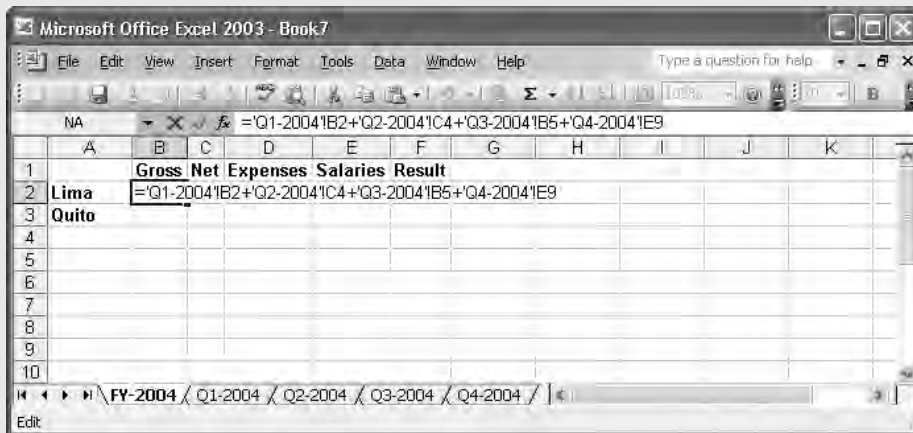 Microsoft Office Excel 2003 - Book7
File Edit View Insert Format Tools Data Window Help Type a question for help
Σ 100% 10 B
NA fx ='Q1-2004'!B2+'Q2-2004'!C4+'Q3-2004'!B5+'Q4-2004'!E9
A B C D E F G H I J K
1 Gross Net Expenses Salaries Result
2 Lima ='Q1-2004'!B2+'Q2-2004'!C4+'Q3-2004'!B5+'Q4-2004'!E9
3 Quito
4
5
6
7
8
9
10
FY-2004 Q1-2004 Q2-2004 Q3-2004 Q4-2004
Edit